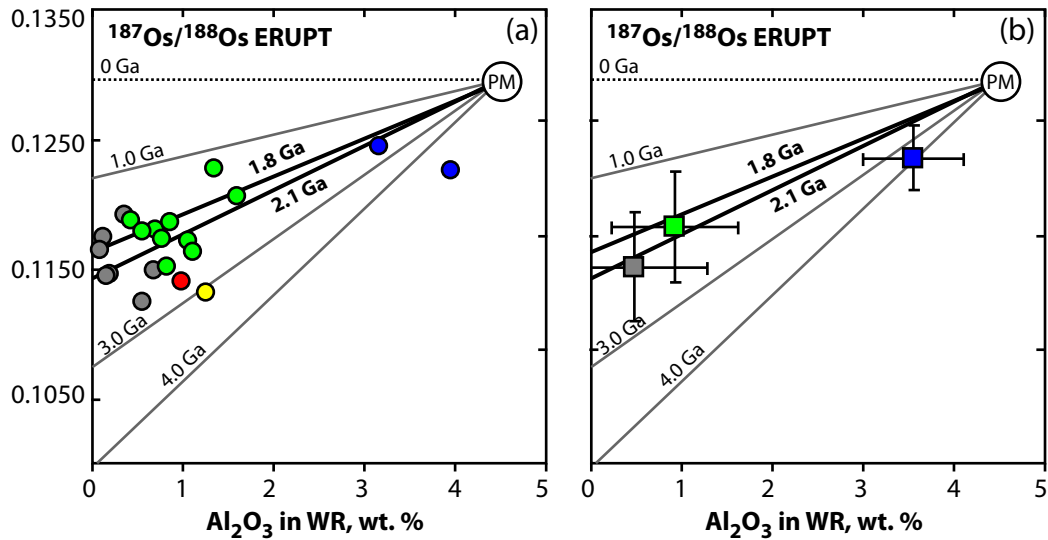 0.1350
0.1250
0.1150
0.1050
¹⁸⁷Os/¹⁸⁸Os ERUPT
(a)
0 Ga
PM
1.0 Ga
1.8 Ga
2.1 Ga
3.0 Ga
4.0 Ga
0 1 2 3 4 5
Al₂O₃ in WR, wt. %
¹⁸⁷Os/¹⁸⁸Os ERUPT
(b)
0 Ga
PM
1.0 Ga
1.8 Ga
2.1 Ga
3.0 Ga
4.0 Ga
0 1 2 3 4 5
Al₂O₃ in WR, wt. %